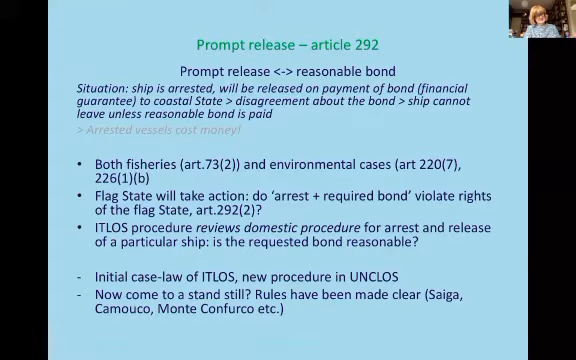 Prompt release – article 292
Prompt release <-> reasonable bond
Situation: ship is arrested, will be released on payment of bond (financial
guarantee) to coastal State > disagreement about the bond > ship cannot
leave unless reasonable bond is paid
> Arrested vessels cost money!
• Both fisheries (art.73(2)) and environmental cases (art 220(7),
226(1)(b)
• Flag State will take action: do ‘arrest + required bond’ violate rights
of the flag State, art.292(2)?
• ITLOS procedure reviews domestic procedure for arrest and release
of a particular ship: is the requested bond reasonable?
- Initial case-law of ITLOS, new procedure in UNCLOS
- Now come to a stand still? Rules have been made clear (Saiga,
Camouco, Monte Confurco etc.)